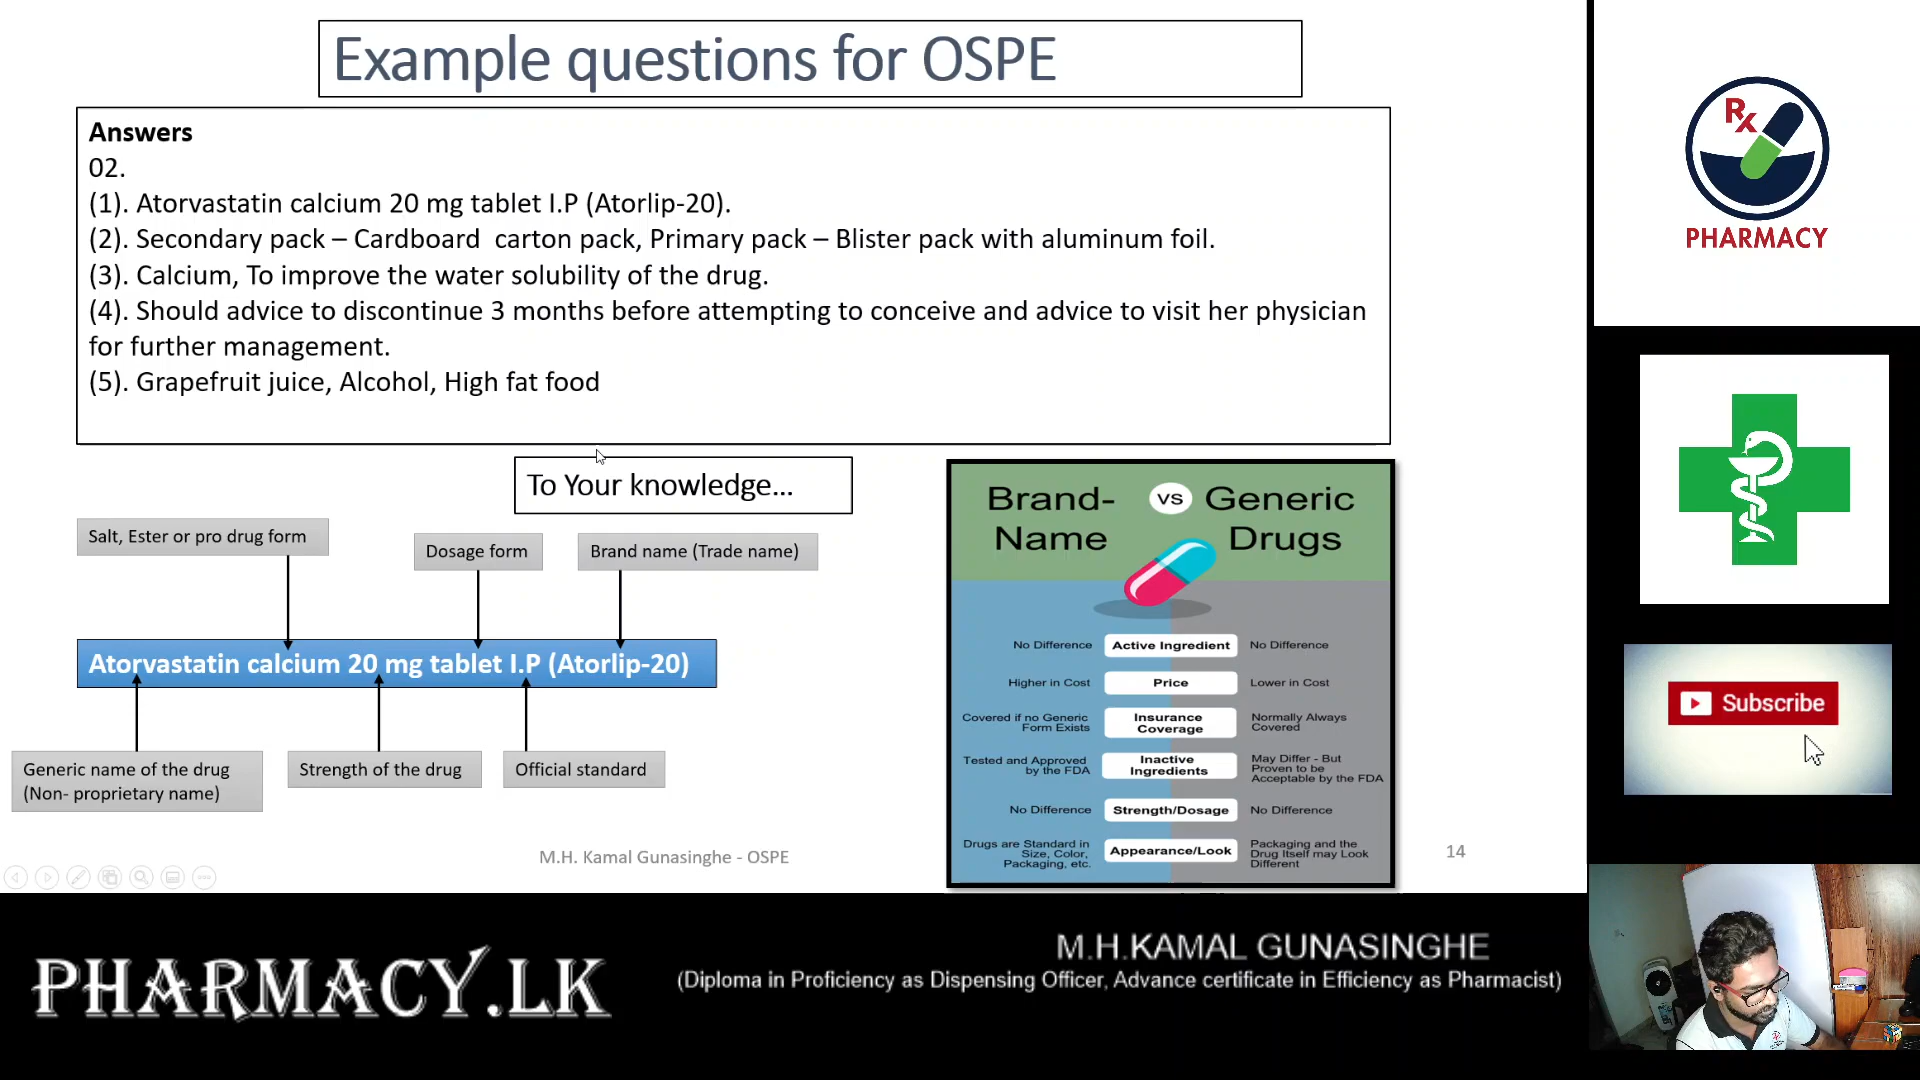 Example questions for OSPE
Answers
02.
(1). Atorvastatin calcium 20 mg tablet I.P (Atorlip-20).
(2). Secondary pack – Cardboard  carton pack, Primary pack – Blister pack with aluminum foil.
(3). Calcium, To improve the water solubility of the drug.
(4). Should advice to discontinue 3 months before attempting to conceive and advice to visit her physician
for further management.
(5). Grapefruit juice, Alcohol, High fat food
To Your knowledge...
Salt, Ester or pro drug form
Dosage form
Brand name (Trade name)
Atorvastatin calcium 20 mg tablet I.P (Atorlip-20)
Generic name of the drug
(Non- proprietary name)
Strength of the drug
Official standard
M.H. Kamal Gunasinghe - OSPE
14
Brand-
Name
VS
Generic
Drugs
No Difference
Active Ingredient
No Difference
Higher in Cost
Price
Lower in Cost
Covered if no Generic
Form Exists
Insurance
Coverage
Normally Always
Covered
Tested and Approved
by the FDA
Inactive
Ingredients
May Differ - But
Proven to be
Acceptable by the FDA
No Difference
Strength/Dosage
No Difference
Drugs are Standard in
Size, Color,
Packaging, etc.
Appearance/Look
Packaging and the
Drug Itself may Look
Different
Rx
PHARMACY
Subscribe
PHARMACY.LK
M.H.KAMAL GUNASINGHE
(Diploma in Proficiency as Dispensing Officer, Advance certificate in Efficiency as Pharmacist)